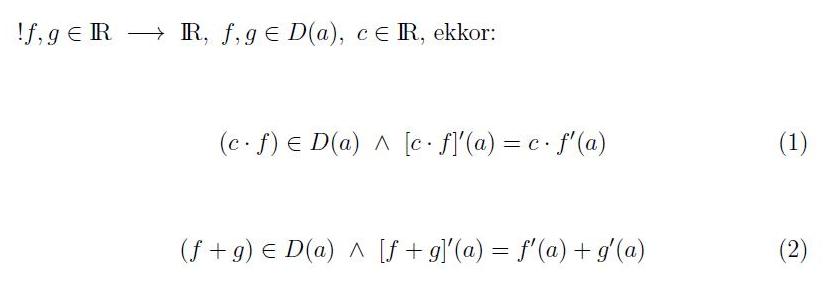 !f, g ∈ ℝ ⟶ ℝ, f, g ∈ D(a), c ∈ ℝ, ekkor:
(c · f) ∈ D(a) ∧ [c · f]′(a) = c · f′(a) (1)
(f + g) ∈ D(a) ∧ [f + g]′(a) = f′(a) + g′(a) (2)